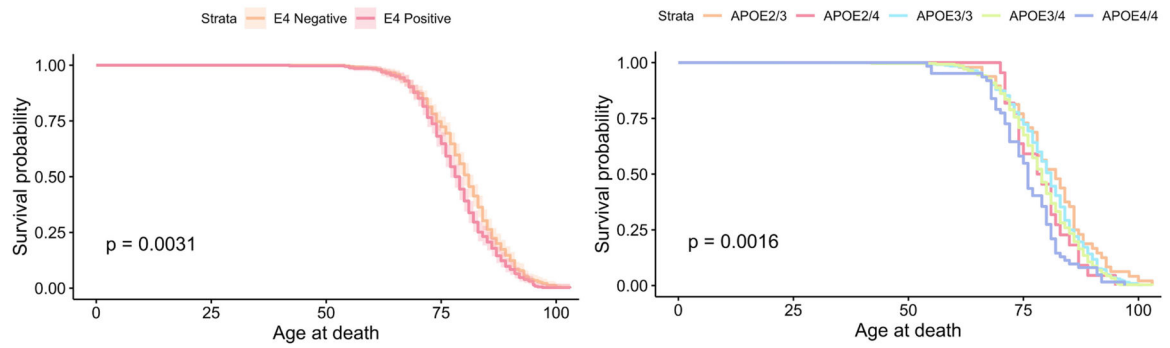 Strata E4 Negative E4 Positive
1.00
0.75
0.50
0.25
0.00
Survival probability
p = 0.0031
0 25 50 75 100
Age at death
Strata APOE2/3 APOE2/4 APOE3/3 APOE3/4 APOE4/4
1.00
0.75
0.50
0.25
0.00
Survival probability
p = 0.0016
0 25 50 75 100
Age at death